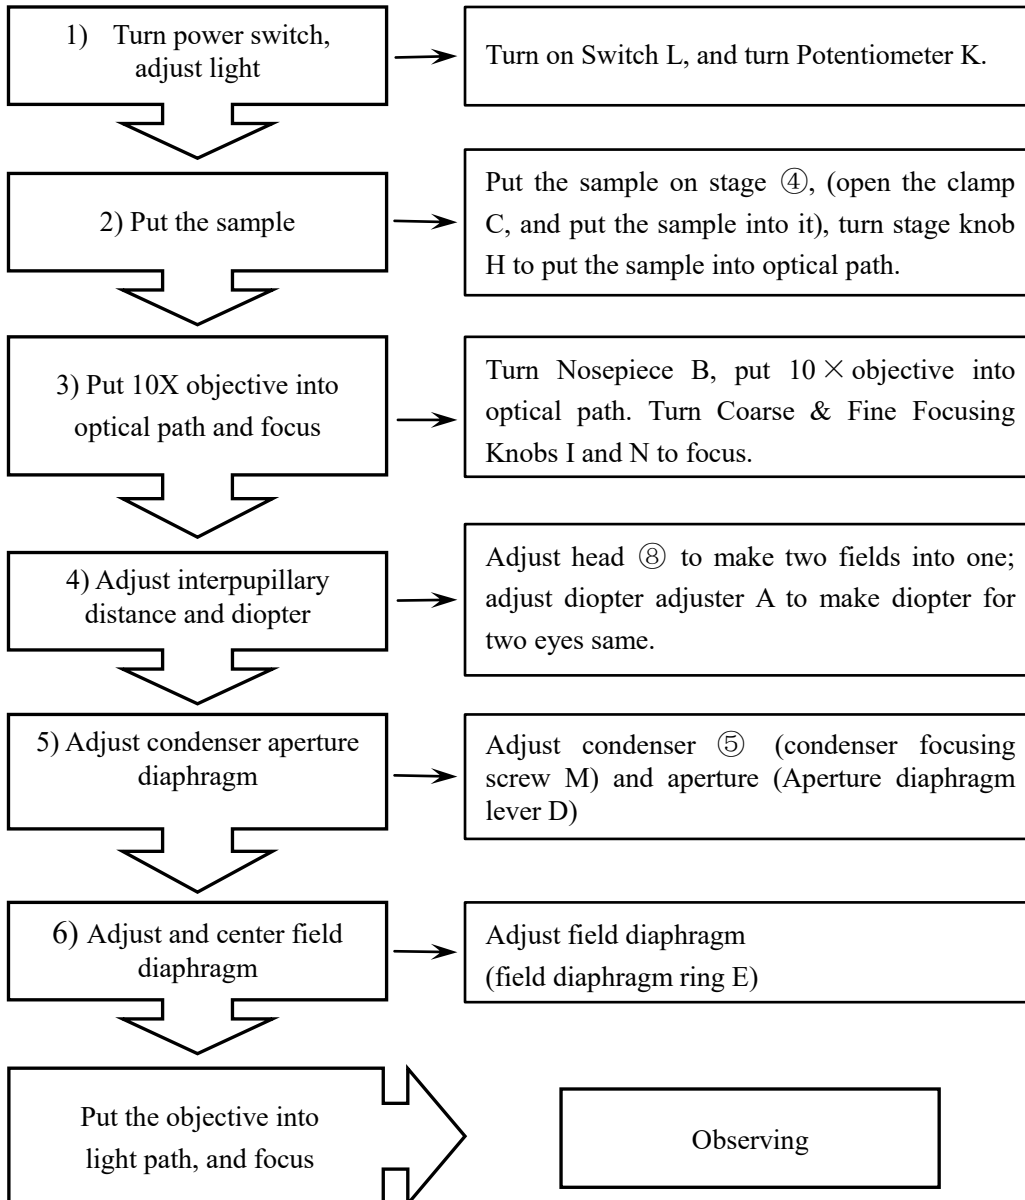 1) Turn power switch,
adjust light
Turn on Switch L, and turn Potentiometer K.
2) Put the sample
Put the sample on stage ④, (open the clamp
C, and put the sample into it), turn stage knob
H to put the sample into optical path.
3) Put 10X objective into
optical path and focus
Turn Nosepiece B, put 10×objective into
optical path. Turn Coarse & Fine Focusing
Knobs I and N to focus.
4) Adjust interpupillary
distance and diopter
Adjust head ⑧ to make two fields into one;
adjust diopter adjuster A to make diopter for
two eyes same.
5) Adjust condenser aperture
diaphragm
Adjust condenser ⑤ (condenser focusing
screw M) and aperture (Aperture diaphragm
lever D)
6) Adjust and center field
diaphragm
Adjust field diaphragm
(field diaphragm ring E)
Put the objective into
light path, and focus
Observing